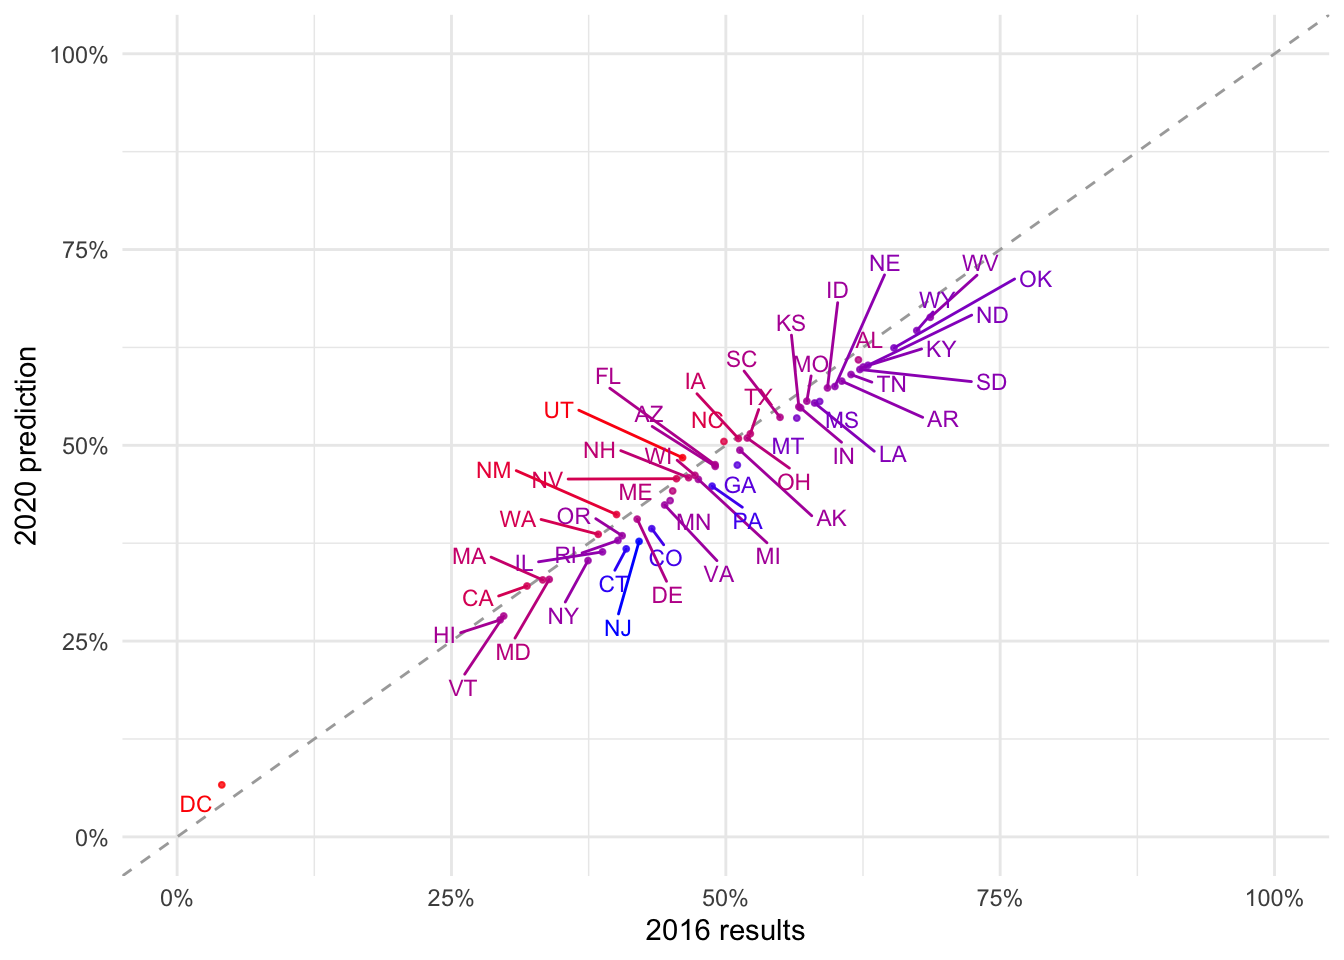 100%
75%
50%
25%
0%
2020 prediction
NE
WV
OK
ID
WY
ND
KS
AL
KY
SC
MO
TN
SD
FL
IA
TX
UT
AZ
NC
MS
AR
NH
WI
MT
IN
LA
NM
NV
ME
GA
OH
WA
OR
MN
PA
AK
MA
IL
RI
CO
MI
CA
CT
DE
VA
NY
NJ
HI
MD
VT
DC
0%
25%
50%
75%
100%
2016 results